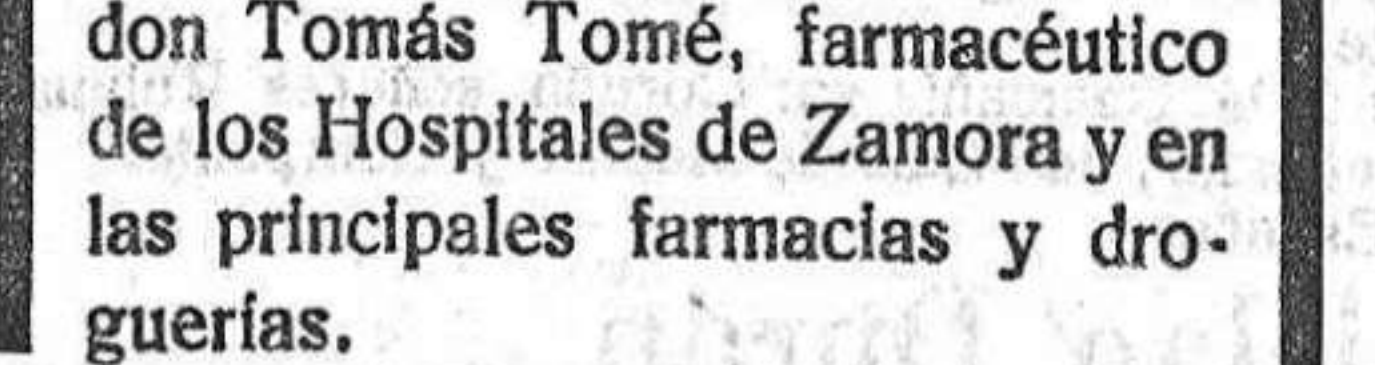 don Tomás Tomé, farmacéutico
de los Hospitales de Zamora y en
las principales farmacias y dro-
guerías.